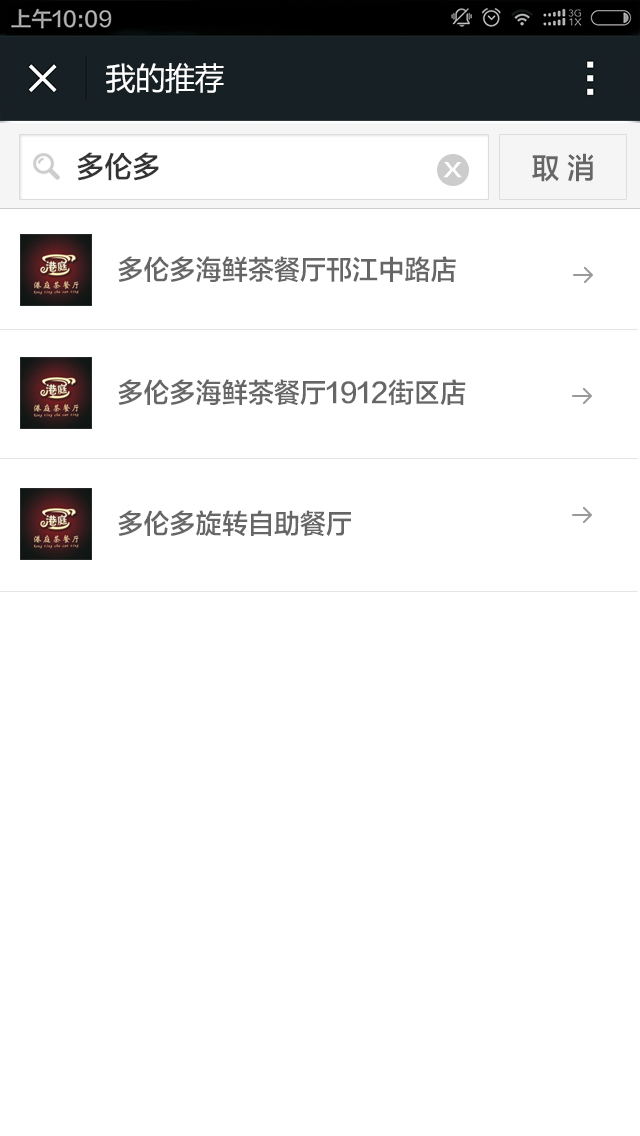 上午10:09
3G
1X
我的推荐
多伦多
取 消
港庭
港庭茶餐厅
多伦多海鲜茶餐厅邗江中路店
港庭
港庭茶餐厅
多伦多海鲜茶餐厅1912街区店
港庭
港庭茶餐厅
多伦多旋转自助餐厅